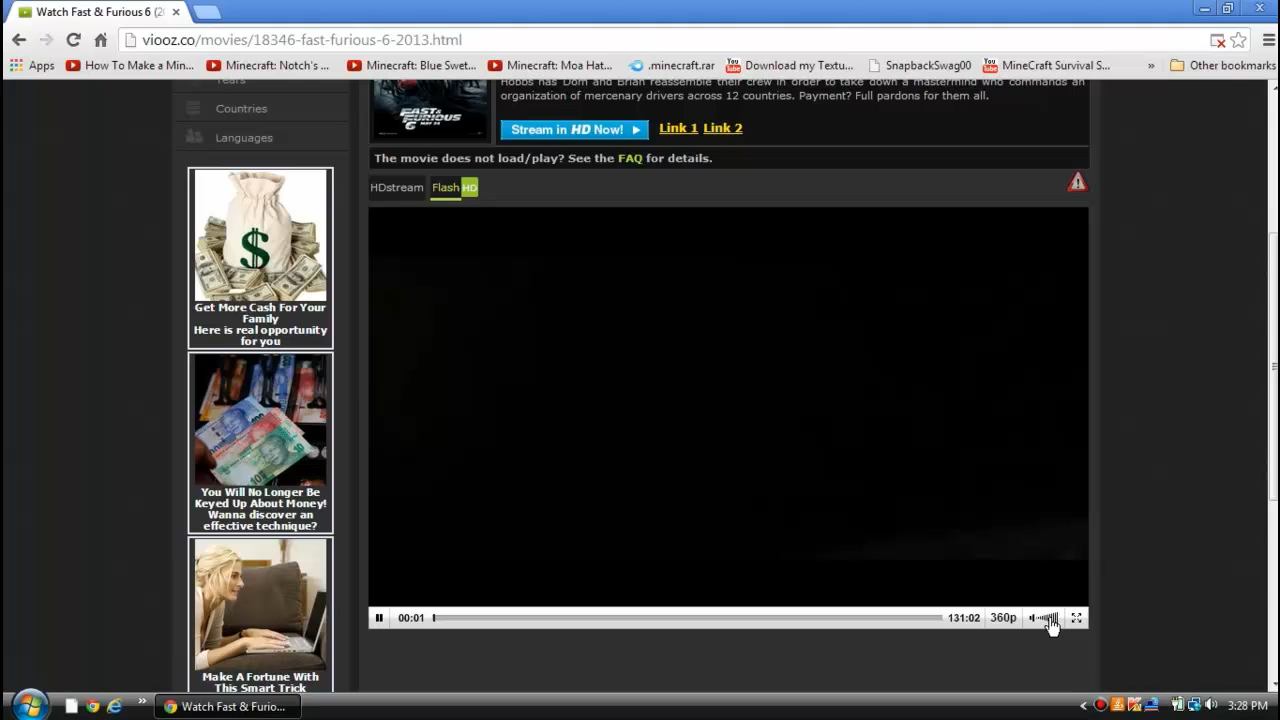 Watch Fast & Furious 6 (2
viooz.co/movies/18346-fast-furious-6-2013.html
Apps
How To Make a Min...
Minecraft: Notch's ...
Minecraft: Blue Swet...
Minecraft: Moa Hat...
.minecraft.rar
Download my Textu...
SnapbackSwag00
MineCraft Survival S...
»
Other bookmarks
Years
Countries
Languages
Hobbs has Dom and Brian reassemble their crew in order to take down a mastermind who commands an
organization of mercenary drivers across 12 countries. Payment? Full pardons for them all.
FAST &
FURIOUS
6
MAY 24
Stream in HD Now!
Link 1 Link 2
The movie does not load/play? See the FAQ for details.
HDstream
Flash HD
$
Get More Cash For Your
Family
Here is real opportunity
for you
You Will No Longer Be
Keyed Up About Money!
Wanna discover an
effective technique?
Make A Fortune With
This Smart Trick
00:01
131:02
360p
Watch Fast & Furio...
3:28 PM